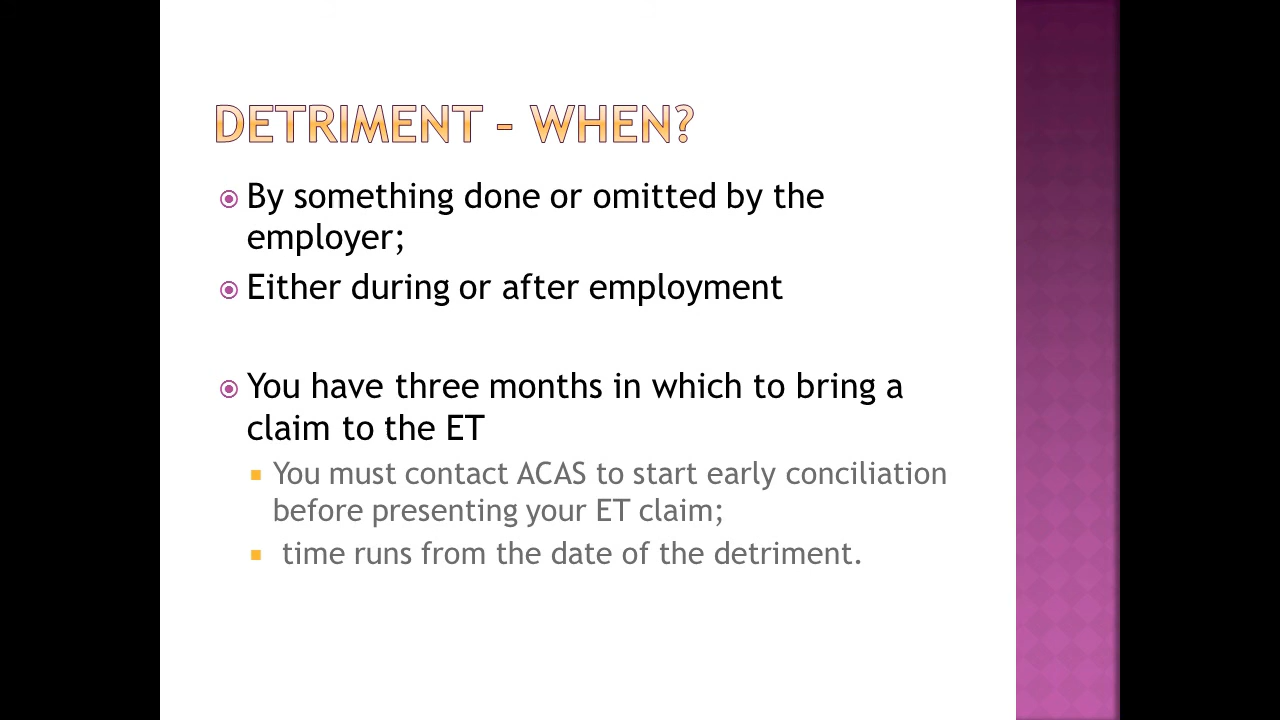 DETRIMENT – WHEN?
By something done or omitted by the
employer;
Either during or after employment
You have three months in which to bring a
claim to the ET
You must contact ACAS to start early conciliation
before presenting your ET claim;
time runs from the date of the detriment.